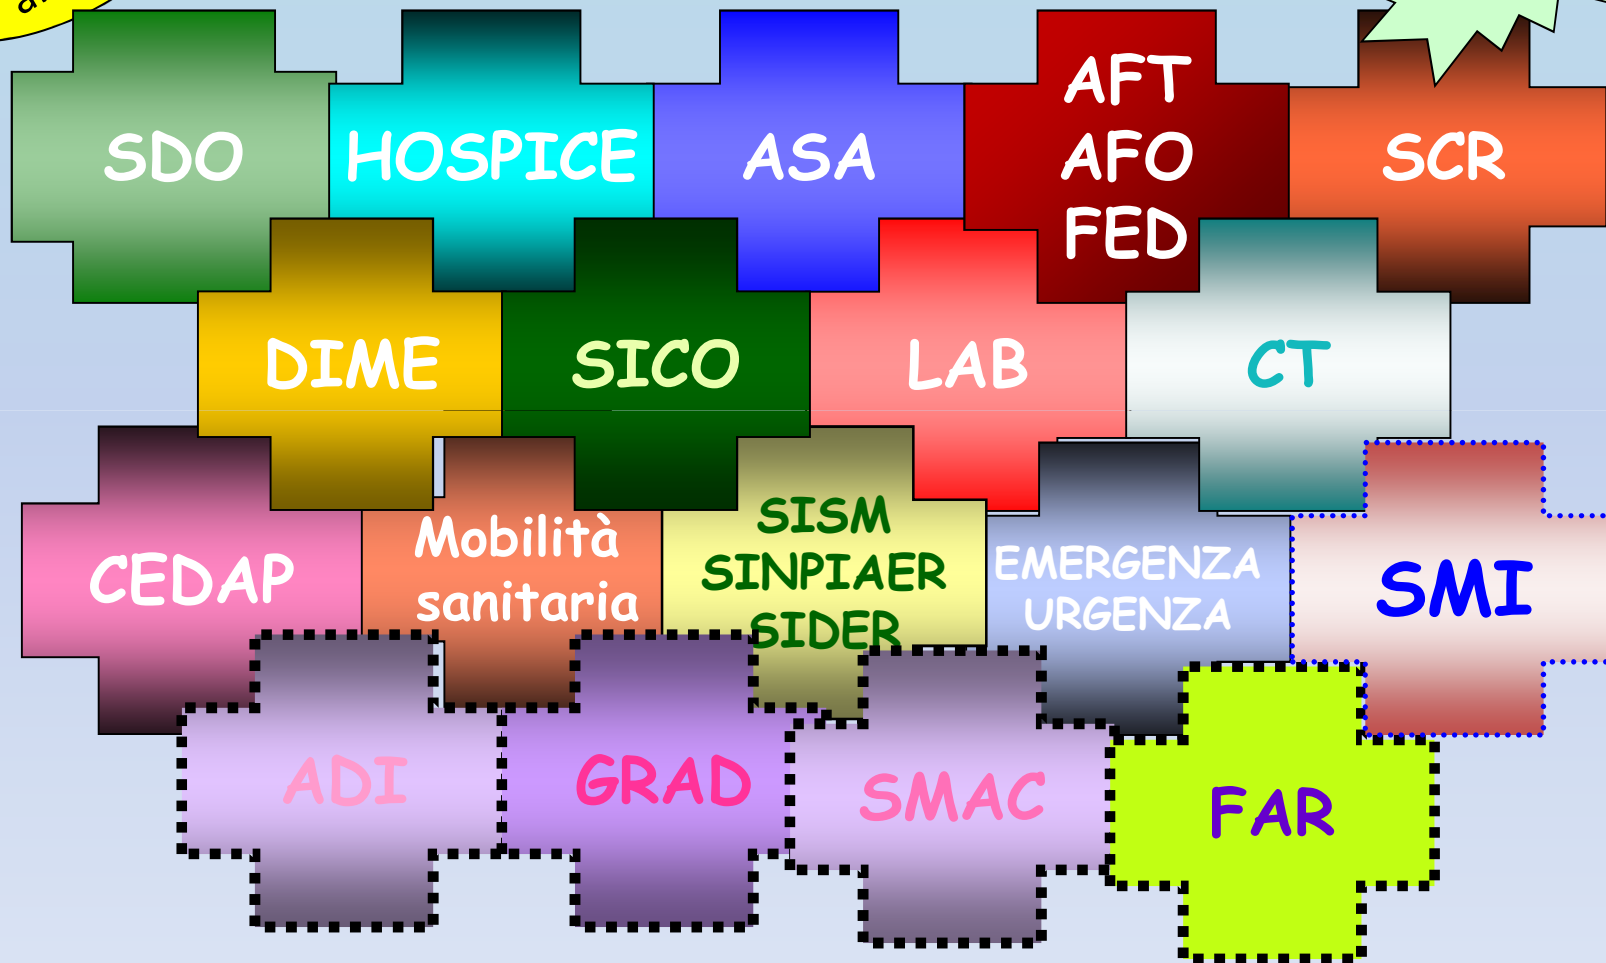 SDO
HOSPICE
ASA
AFT
AFO
FED
SCR
DIME
SICO
LAB
CT
CEDAP
Mobilità
sanitaria
SISM
SINPIAER
SIDER
EMERGENZA
URGENZA
SMI
ADI
GRAD
SMAC
FAR